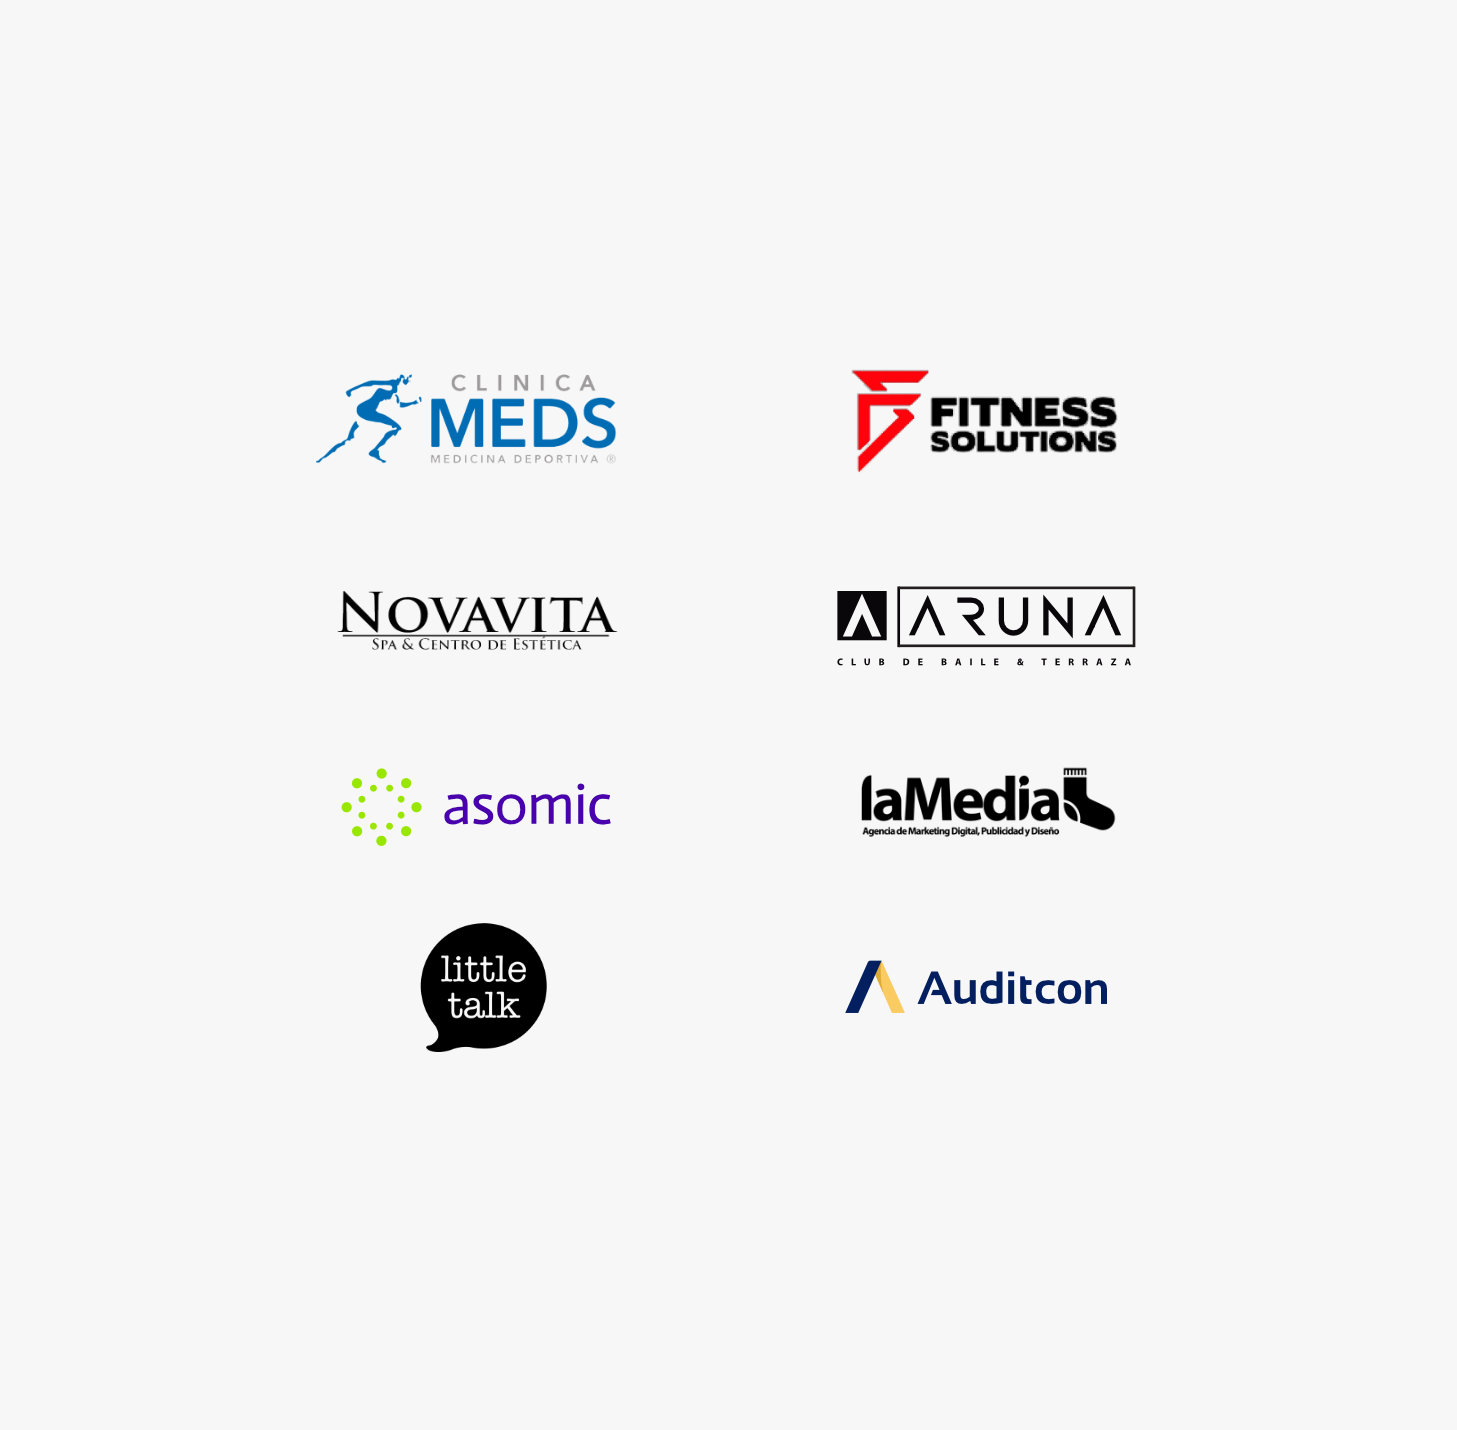 CLINICA
MEDS
MEDICINA DEPORTIVA ®
FITNESS
SOLUTIONS
NOVAVITA
SPA & CENTRO DE ESTÉTICA
ARUNA
CLUB DE BAILE & TERRAZA
asomic
laMedia
Agencia de Marketing Digital, Publicidad y Diseño
little
talk
Auditcon